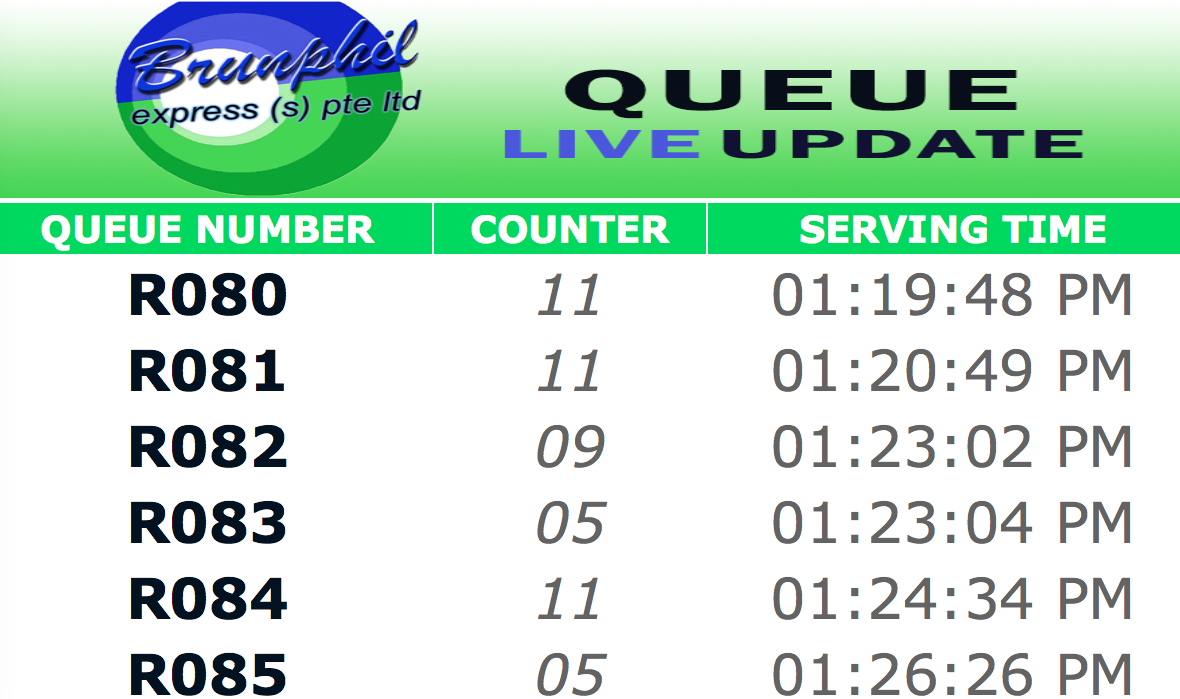 Brunphil
express (s) pte ltd
QUEUE
LIVE UPDATE
QUEUE NUMBER COUNTER SERVING TIME
R080 11 01:19:48 PM
R081 11 01:20:49 PM
R082 09 01:23:02 PM
R083 05 01:23:04 PM
R084 11 01:24:34 PM
R085 05 01:26:26 PM